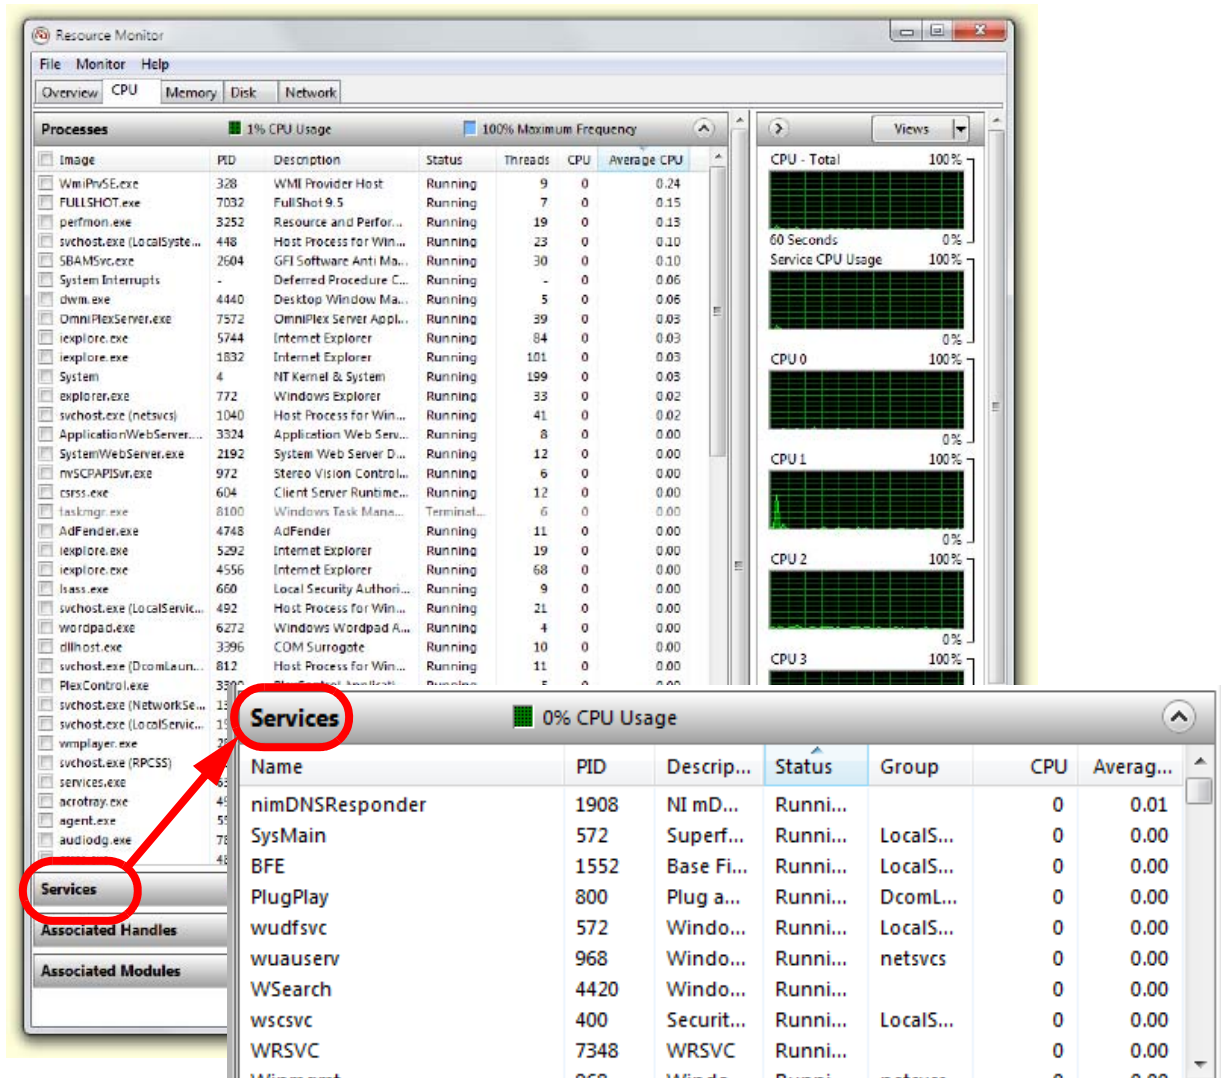 Resource Monitor
File Monitor Help
Overview CPU Memory Disk Network
Processes 1% CPU Usage 100% Maximum Frequency
Image PID Description Status Threads CPU Average CPU
WmiPrvSE.exe 328 WMI Provider Host Running 9 0 0.24
FULLSHOT.exe 7032 FullShot 9.5 Running 7 0 0.15
perfmon.exe 3252 Resource and Perfor... Running 19 0 0.13
svchost.exe (LocalSyste... 448 Host Process for Win... Running 23 0 0.10
SBAMSvc.exe 2604 GFI Software Anti Ma... Running 30 0 0.10
System Interrupts - Deferred Procedure C... Running - 0 0.06
dwm.exe 4440 Desktop Window Ma... Running 5 0 0.06
OmniPlexServer.exe 7572 OmniPlex Server Appl... Running 39 0 0.03
iexplore.exe 5744 Internet Explorer Running 84 0 0.03
iexplore.exe 1832 Internet Explorer Running 101 0 0.03
System 4 NT Kernel & System Running 199 0 0.03
explorer.exe 772 Windows Explorer Running 33 0 0.02
svchost.exe (netsvcs) 1040 Host Process for Win... Running 41 0 0.02
ApplicationWebServer.... 3324 Application Web Serv... Running 8 0 0.00
SystemWebServer.exe 2192 System Web Server D... Running 12 0 0.00
nvSCPAPISvr.exe 972 Stereo Vision Control... Running 6 0 0.00
csrss.exe 604 Client Server Runtime... Running 12 0 0.00
taskmgr.exe 8100 Windows Task Mana... Terminat... 6 0 0.00
AdFender.exe 4748 AdFender Running 11 0 0.00
iexplore.exe 5292 Internet Explorer Running 19 0 0.00
iexplore.exe 4556 Internet Explorer Running 68 0 0.00
lsass.exe 660 Local Security Authori... Running 9 0 0.00
svchost.exe (LocalServic... 492 Host Process for Win... Running 21 0 0.00
wordpad.exe 6272 Windows Wordpad A... Running 4 0 0.00
dllhost.exe 3396 COM Surrogate Running 10 0 0.00
svchost.exe (DcomLaun... 812 Host Process for Win... Running 11 0 0.00
PlexControl.exe
svchost.exe (NetworkSe...
svchost.exe (LocalServic...
wmplayer.exe
svchost.exe (RPCSS)
services.exe
acrotray.exe
agent.exe
audiodg.exe
Services
Associated Handles
Associated Modules
Views
CPU - Total 100%
60 Seconds 0%
Service CPU Usage 100%
0%
CPU 0 100%
0%
CPU 1 100%
0%
CPU 2 100%
0%
CPU 3 100%
Services 0% CPU Usage
Name PID Descrip... Status Group CPU Averag...
nimDNSResponder 1908 NI mD... Runni... 0 0.01
SysMain 572 Superf... Runni... LocalS... 0 0.00
BFE 1552 Base Fi... Runni... LocalS... 0 0.00
PlugPlay 800 Plug a... Runni... DcomL... 0 0.00
wudfsvc 572 Windo... Runni... LocalS... 0 0.00
wuauserv 968 Windo... Runni... netsvcs 0 0.00
WSearch 4420 Windo... Runni... 0 0.00
wscsvc 400 Securit... Runni... LocalS... 0 0.00
WRSVC 7348 WRSVC Runni... 0 0.00